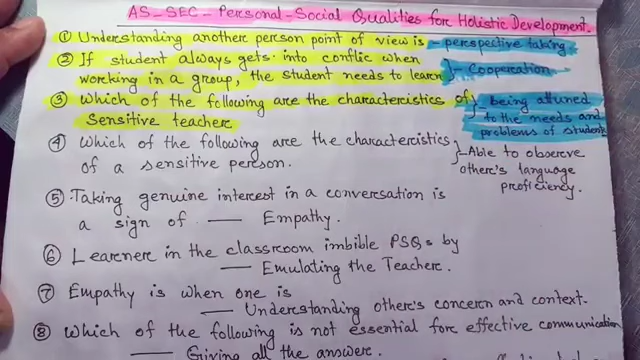 AS-SEC-Personal-Social Qualities for Holistic Development.
① Understanding another person point of view is - perspective taking
② If student always gets into conflic when
working in a group, the student needs to learn } Cooperation
③ Which of the following are the characteristics of } being attuned
Sensitive teacher to the needs and
problems of student
④ Which of the following are the characteristics
of a sensitive person. } Able to observe
other's language
proficiency.
⑤ Taking genuine interest in a conversation is
a sign of — Empathy.
⑥ Learner in the classroom imbible PSQs by
— Emulating the Teacher.
⑦ Empathy is when one is
— Understanding other's concern and context.
⑧ Which of the following is not essential for effective communication
— Giving all the answer.